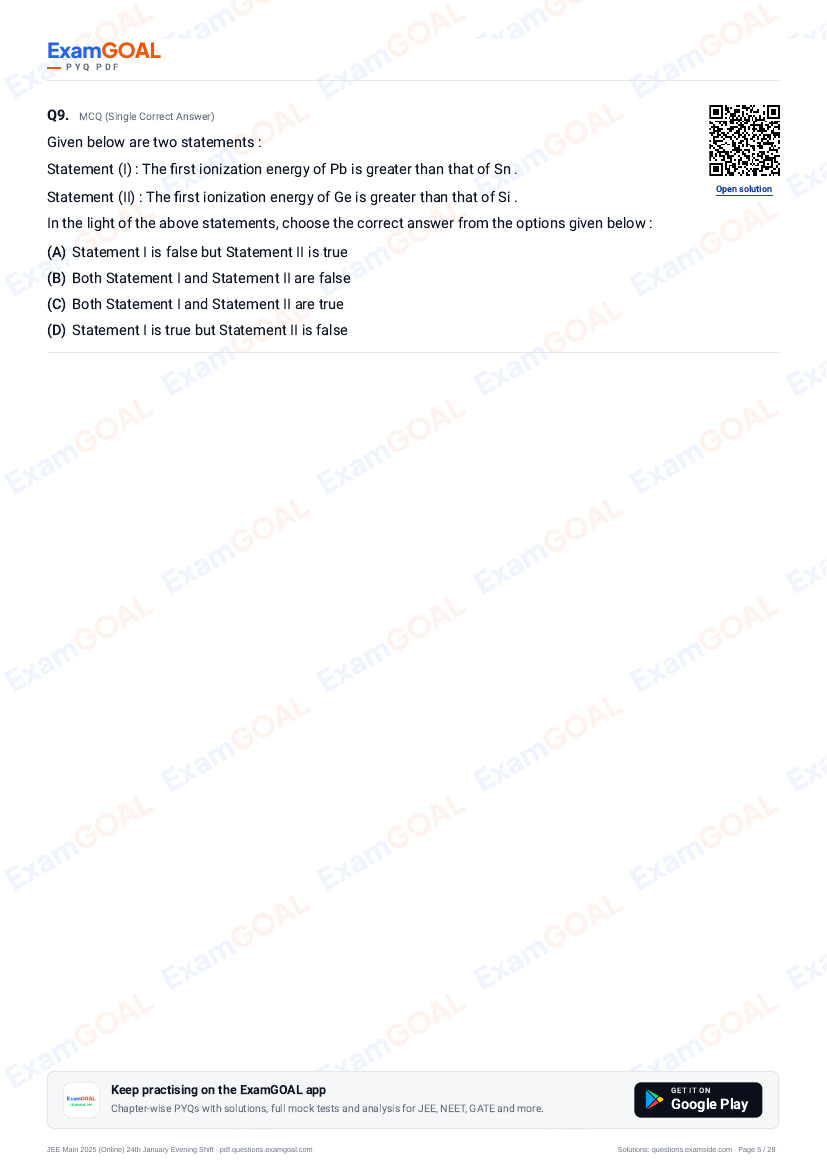 ExamGOAL
PYQ PDF
Q9. MCQ (Single Correct Answer)
Given below are two statements :
Statement (I) : The first ionization energy of Pb is greater than that of Sn .
Statement (II) : The first ionization energy of Ge is greater than that of Si .
In the light of the above statements, choose the correct answer from the options given below :
(A) Statement I is false but Statement II is true
(B) Both Statement I and Statement II are false
(C) Both Statement I and Statement II are true
(D) Statement I is true but Statement II is false
Open solution
ExamGOAL
Keep practising on the ExamGOAL app
Chapter-wise PYQs with solutions, full mock tests and analysis for JEE, NEET, GATE and more.
GET IT ON
Google Play
JEE Main 2025 (Online) 24th January Evening Shift · pdf.questions.examgoal.com
Solutions: questions.examside.com · Page 5 / 28